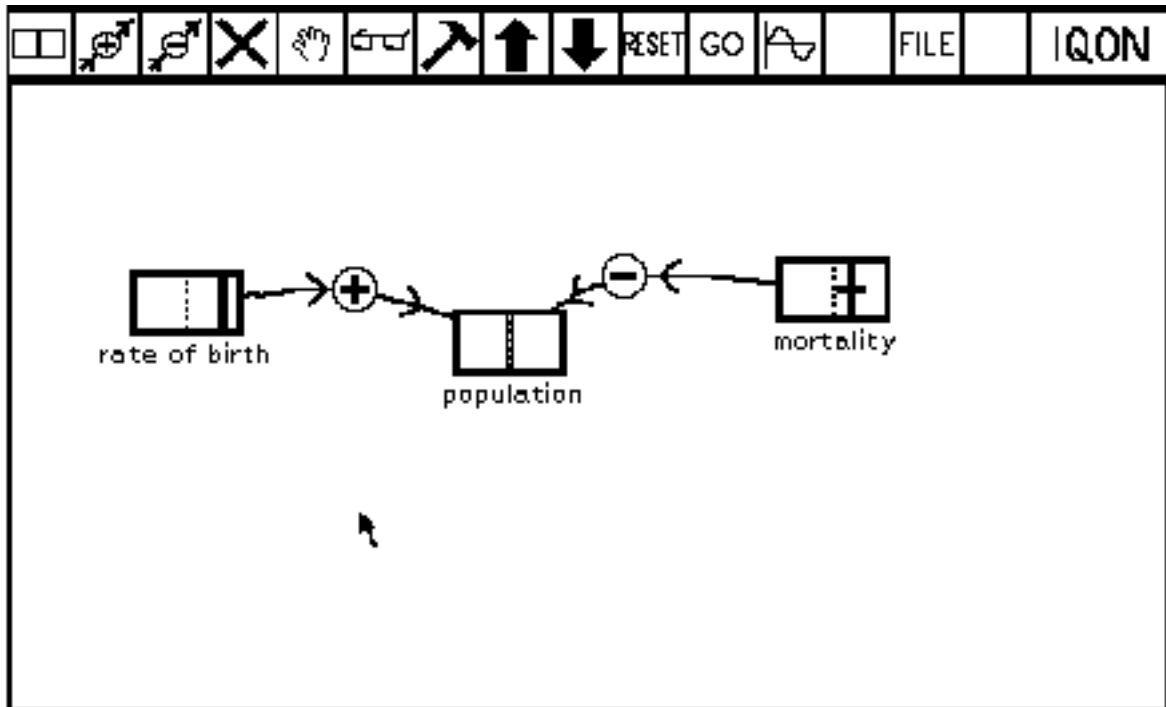 RESET GO FILE IQON
rate of birth
mortality
population